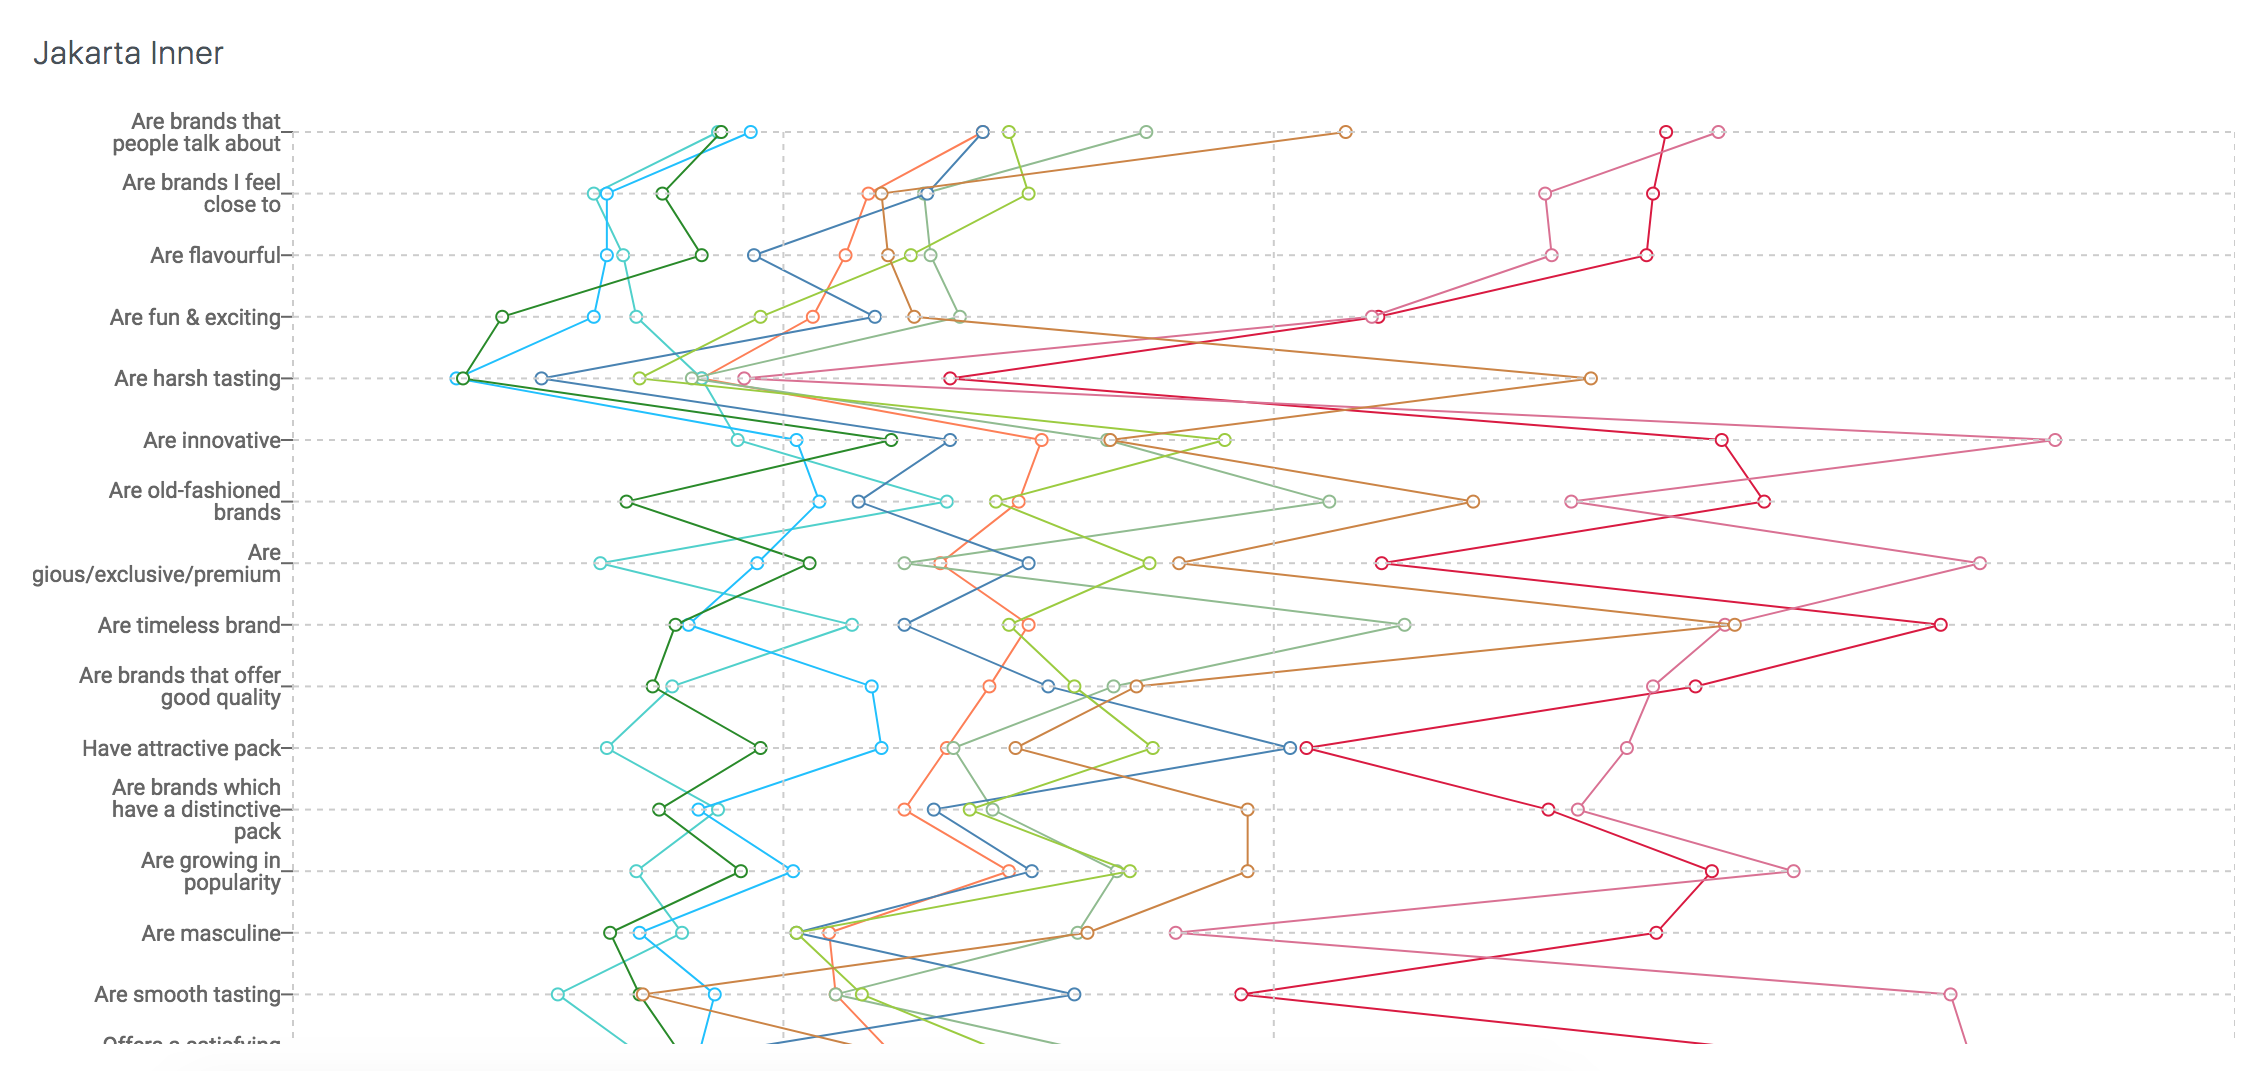 Jakarta Inner
Are brands that
people talk about
Are brands I feel
close to
Are flavourful
Are fun & exciting
Are harsh tasting
Are innovative
Are old-fashioned
brands
Are
gious/exclusive/premium
Are timeless brand
Are brands that offer
good quality
Have attractive pack
Are brands which
have a distinctive
pack
Are growing in
popularity
Are masculine
Are smooth tasting
Offers a satisfying